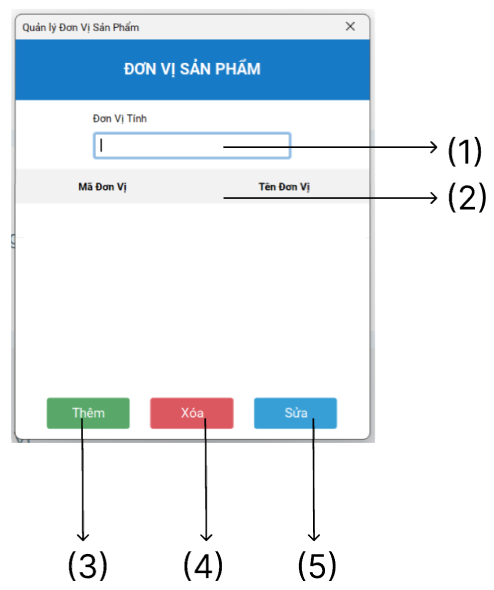 Quản lý Đơn Vị Sản Phẩm
ĐƠN VỊ SẢN PHẨM
Đơn Vị Tính
(1)
Mã Đơn Vị Tên Đơn Vị
(2)
Thêm Xóa Sửa
(3) (4) (5)